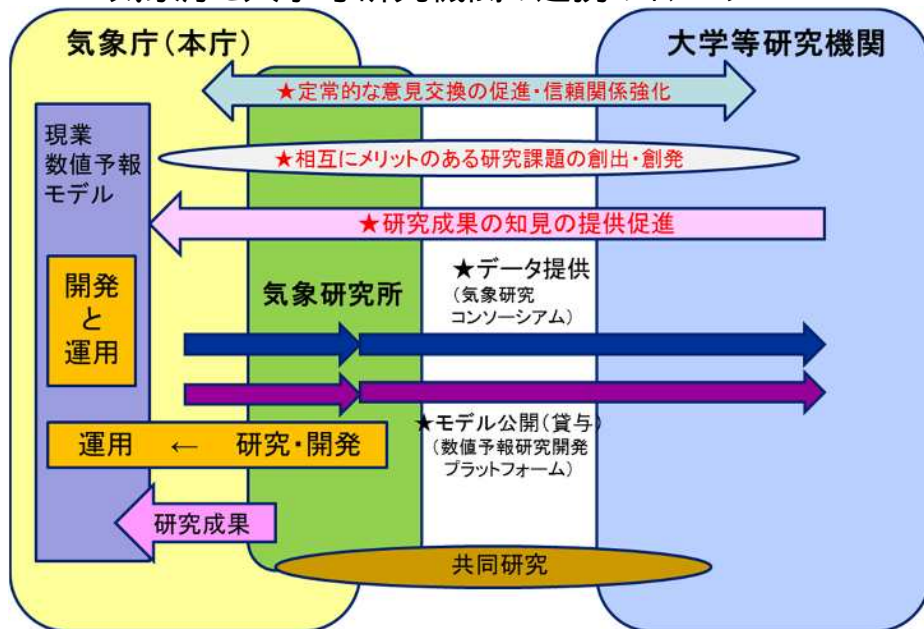 気象庁(本庁)
大学等研究機関
★定常的な意見交換の促進・信頼関係強化
現業
数値予報
モデル
★相互にメリットのある研究課題の創出・創発
★研究成果の知見の提供促進
開発
と
運用
気象研究所
★データ提供
(気象研究
コンソーシアム)
★モデル公開(貸与)
(数値予報研究開発
プラットフォーム)
運用 ← 研究・開発
研究成果
共同研究